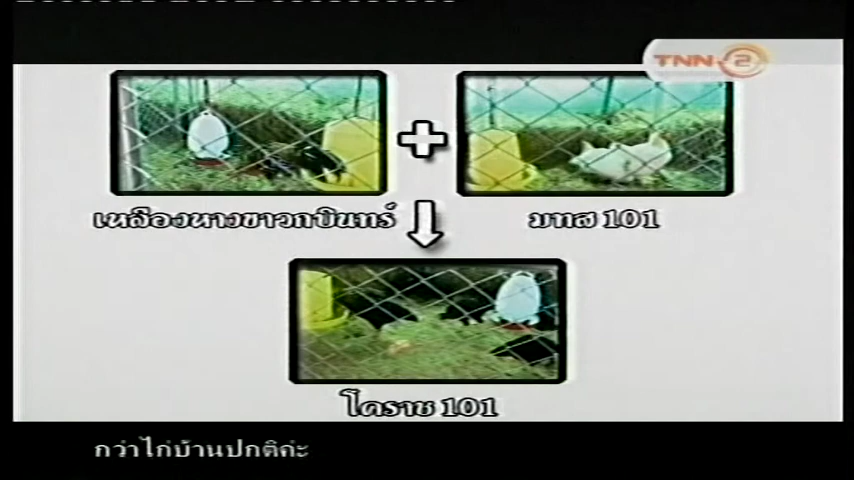 TNN 2
เหลืองหางขาวกบินทร์
มทส 101
โคราช 101
กว่าไก่บ้านปกติค่ะ